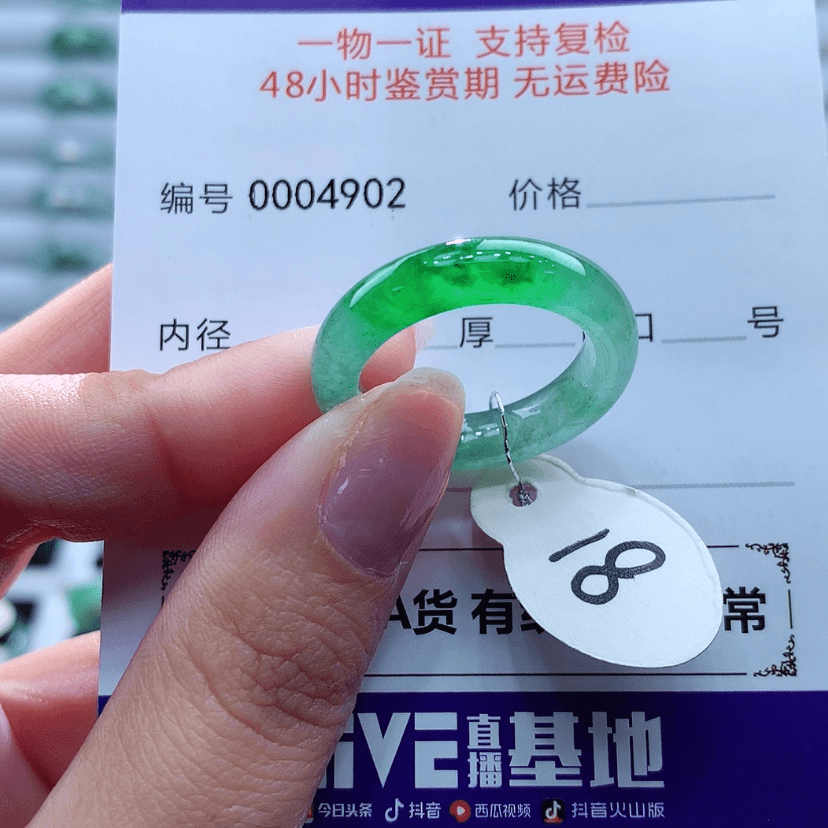 一物一证 支持复检
48小时鉴赏期 无运费险
编号 0004902 价格
内径 厚 口 号
18
A货 有 常
LIVE 直播 基地
今日头条 抖音 西瓜视频 抖音火山版